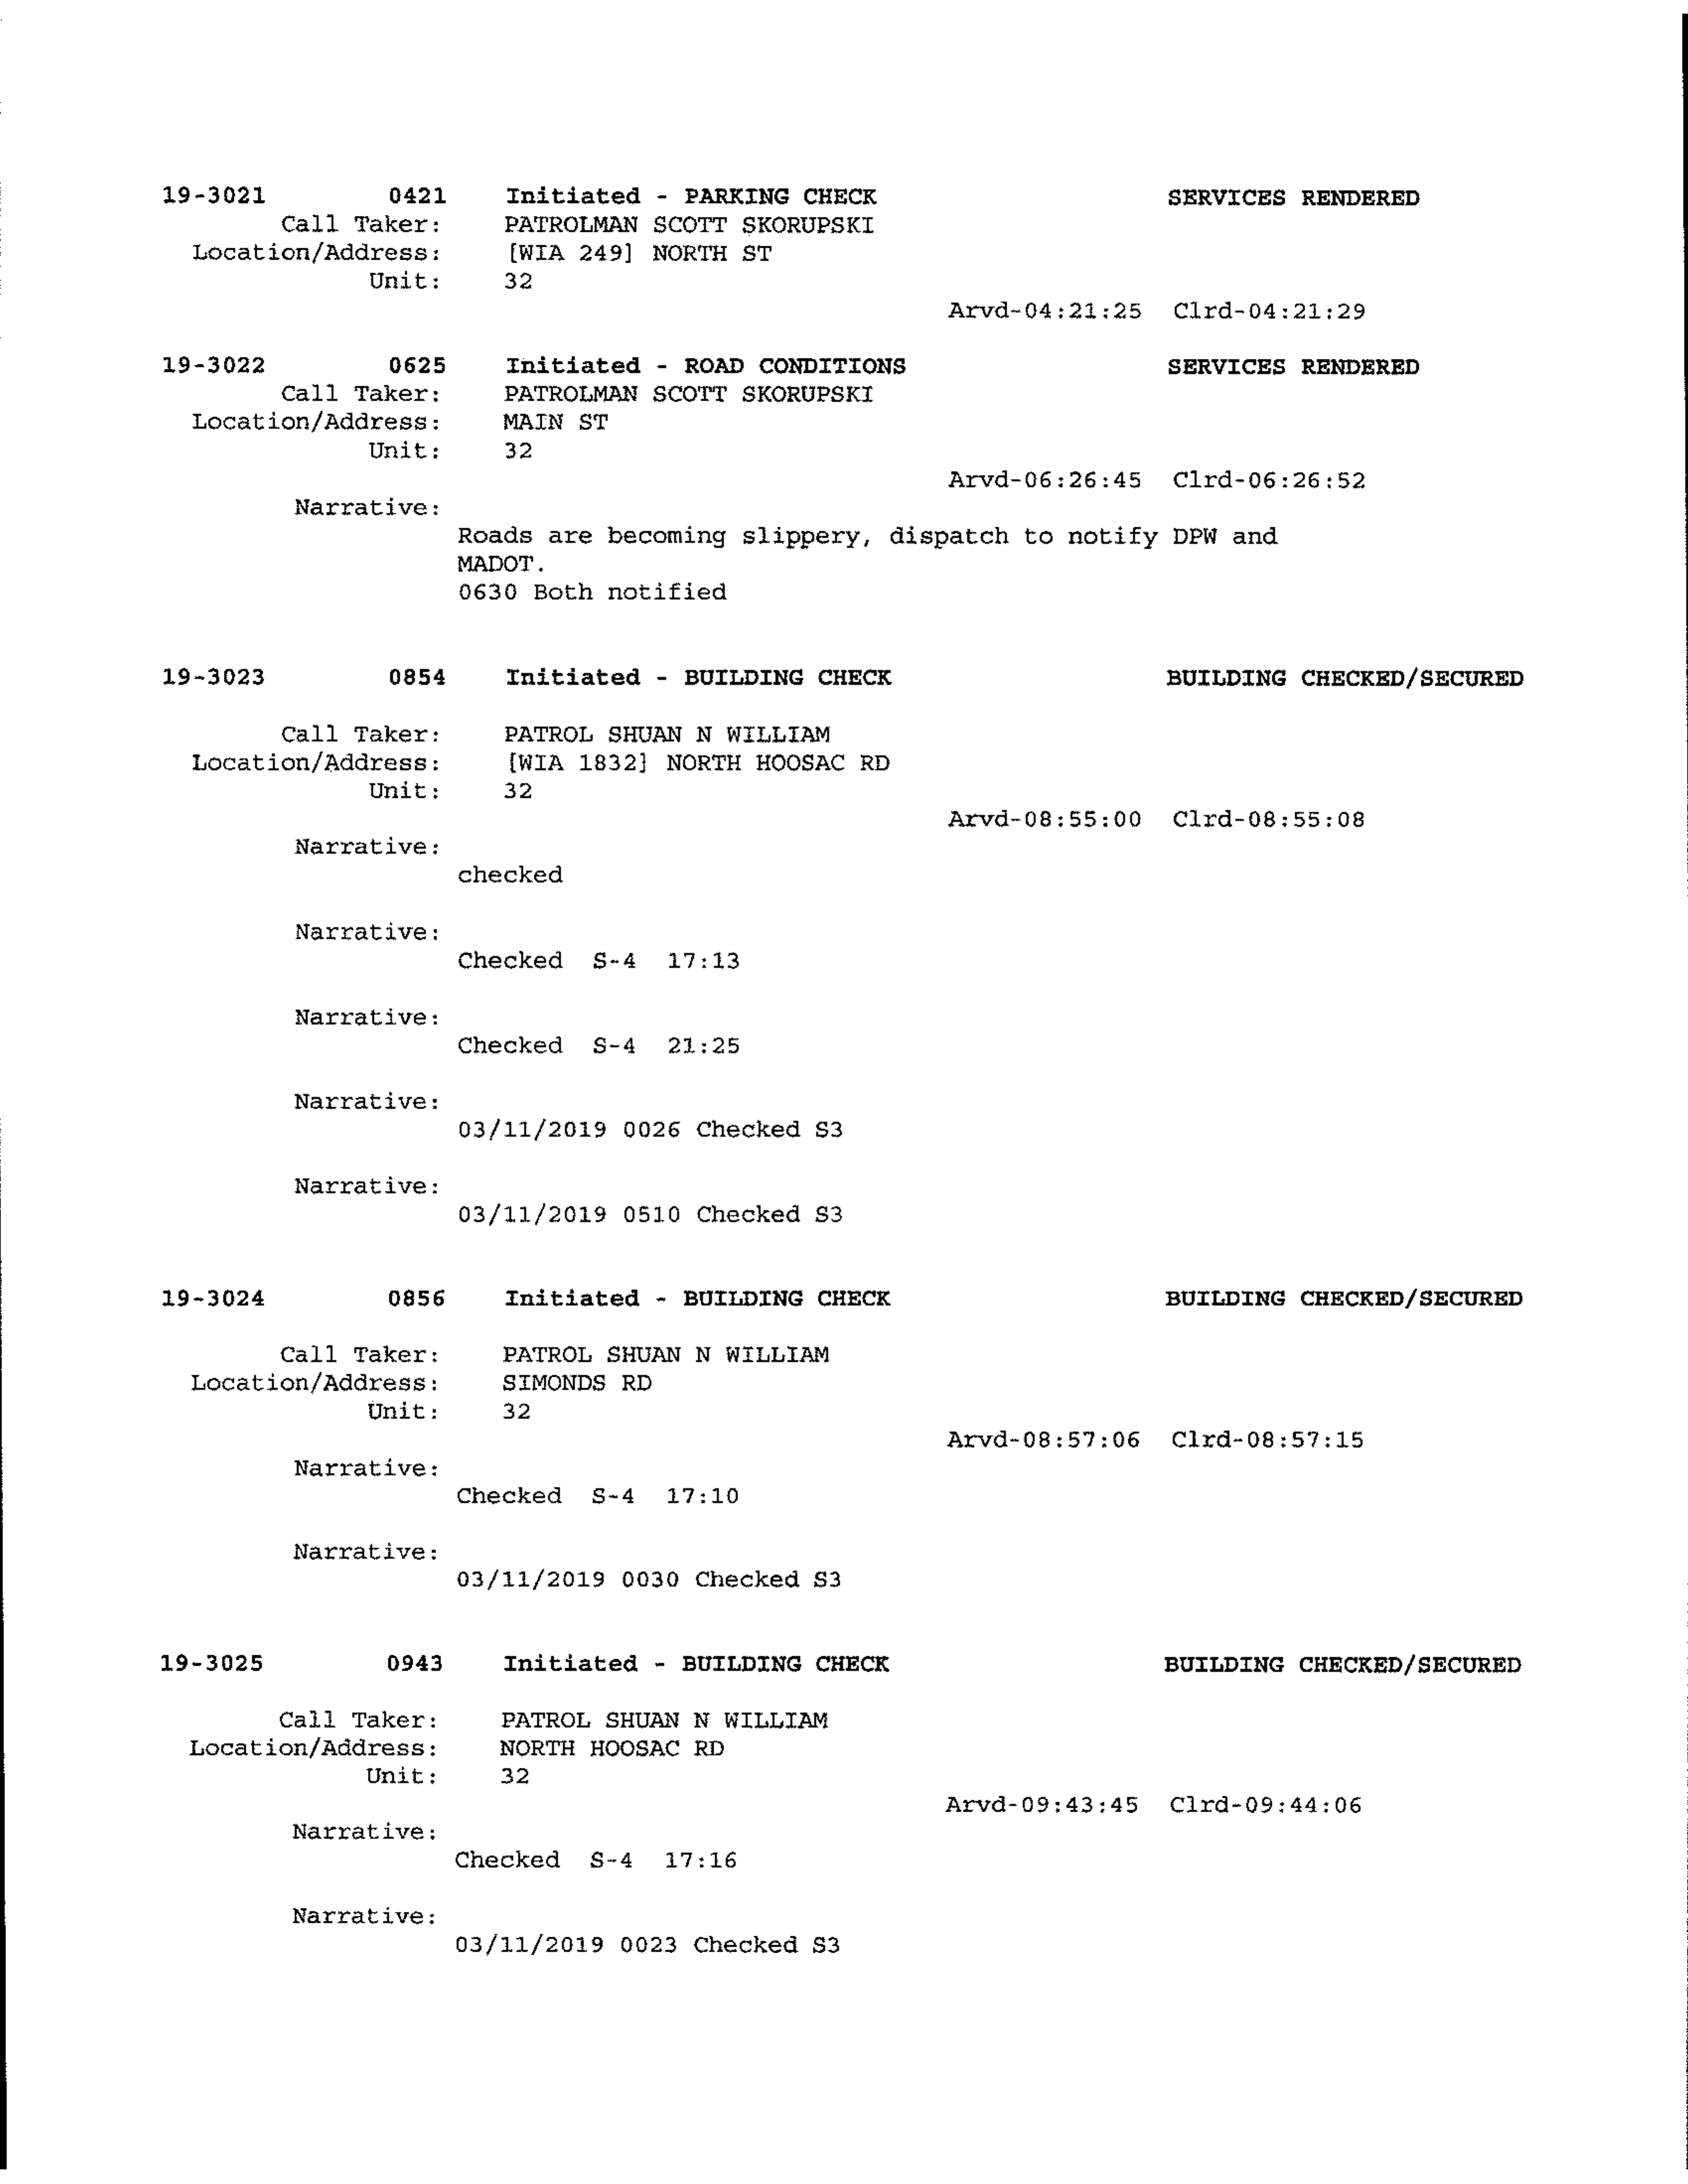 19-3021 0421 Initiated - PARKING CHECK SERVICES RENDERED
Call Taker: PATROLMAN SCOTT SKORUPSKI
Location/Address: [WIA 249] NORTH ST
Unit: 32
Arvd-04:21:25 Clrd-04:21:29
19-3022 0625 Initiated - ROAD CONDITIONS SERVICES RENDERED
Call Taker: PATROLMAN SCOTT SKORUPSKI
Location/Address: MAIN ST
Unit: 32
Arvd-06:26:45 Clrd-06:26:52
Narrative:
Roads are becoming slippery, dispatch to notify DPW and
MADOT.
0630 Both notified
19-3023 0854 Initiated - BUILDING CHECK BUILDING CHECKED/SECURED
Call Taker: PATROL SHUAN N WILLIAM
Location/Address: [WIA 1832] NORTH HOOSAC RD
Unit: 32
Arvd-08:55:00 Clrd-08:55:08
Narrative:
checked
Narrative:
Checked S-4 17:13
Narrative:
Checked S-4 21:25
Narrative:
03/11/2019 0026 Checked S3
Narrative:
03/11/2019 0510 Checked S3
19-3024 0856 Initiated - BUILDING CHECK BUILDING CHECKED/SECURED
Call Taker: PATROL SHUAN N WILLIAM
Location/Address: SIMONDS RD
Unit: 32
Arvd-08:57:06 Clrd-08:57:15
Narrative:
Checked S-4 17:10
Narrative:
03/11/2019 0030 Checked S3
19-3025 0943 Initiated - BUILDING CHECK BUILDING CHECKED/SECURED
Call Taker: PATROL SHUAN N WILLIAM
Location/Address: NORTH HOOSAC RD
Unit: 32
Arvd-09:43:45 Clrd-09:44:06
Narrative:
Checked S-4 17:16
Narrative:
03/11/2019 0023 Checked S3